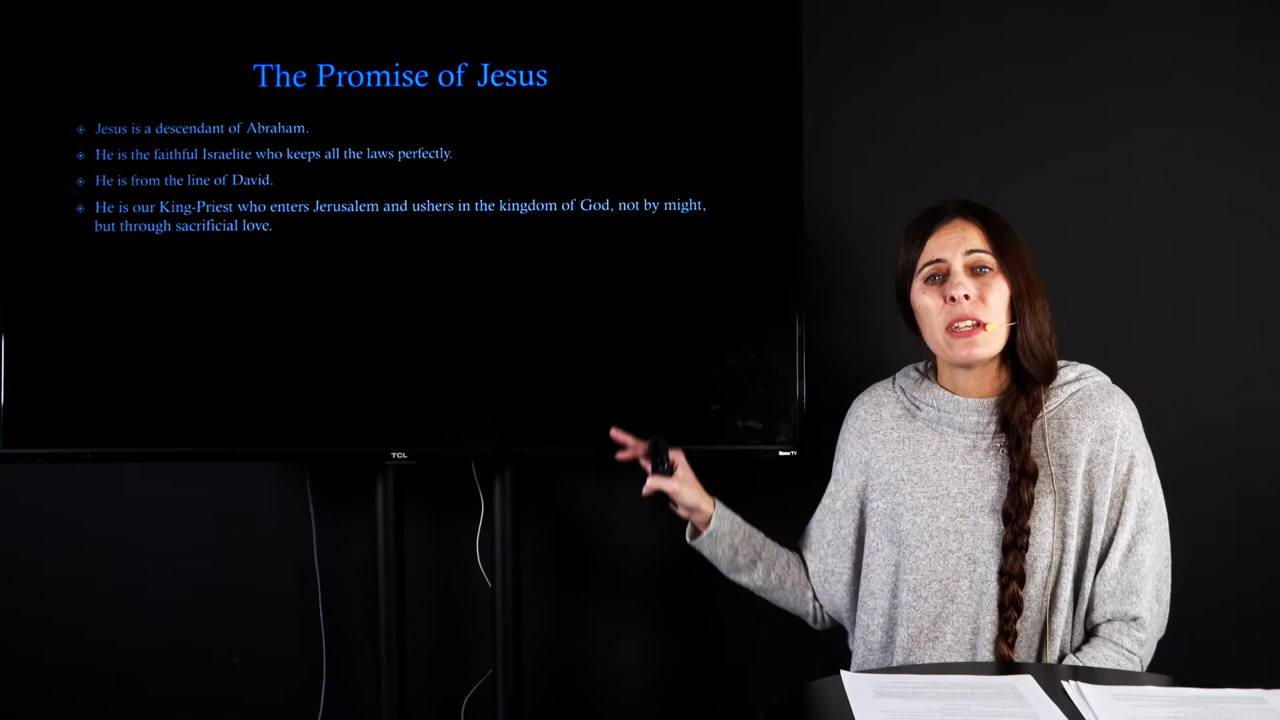 The Promise of Jesus
Jesus is a descendant of Abraham.
He is the faithful Israelite who keeps all the laws perfectly.
He is from the line of David.
He is our King-Priest who enters Jerusalem and ushers in the kingdom of God, not by might,
but through sacrificial love.
TCL
Roku TV